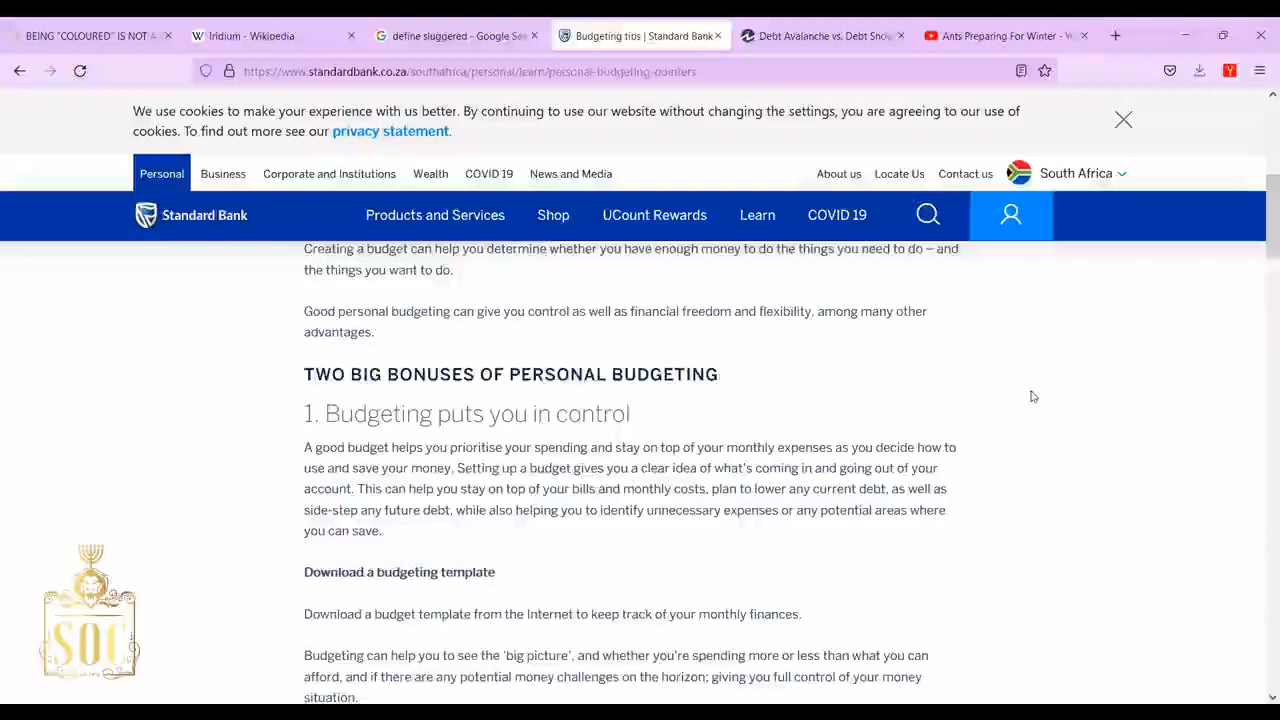 BEING "COLOURED" IS NOT A
Iridium - Wikipedia
define sluggered - Google Sea
Budgeting tips | Standard Bank
Debt Avalanche vs. Debt Snow
Ants Preparing For Winter - Y
https://www.standardbank.co.za/southafrica/personal/learn/personal-budgeting-pointers
We use cookies to make your experience with us better. By continuing to use our website without changing the settings, you are agreeing to our use of
cookies. To find out more see our privacy statement.
Personal Business Corporate and Institutions Wealth COVID 19 News and Media About us Locate Us Contact us South Africa
Standard Bank Products and Services Shop UCount Rewards Learn COVID 19
Creating a budget can help you determine whether you have enough money to do the things you need to do – and
the things you want to do.
Good personal budgeting can give you control as well as financial freedom and flexibility, among many other
advantages.
TWO BIG BONUSES OF PERSONAL BUDGETING
1. Budgeting puts you in control
A good budget helps you prioritise your spending and stay on top of your monthly expenses as you decide how to
use and save your money. Setting up a budget gives you a clear idea of what's coming in and going out of your
account. This can help you stay on top of your bills and monthly costs, plan to lower any current debt, as well as
side-step any future debt, while also helping you to identify unnecessary expenses or any potential areas where
you can save.
Download a budgeting template
Download a budget template from the Internet to keep track of your monthly finances.
Budgeting can help you to see the 'big picture', and whether you're spending more or less than what you can
afford, and if there are any potential money challenges on the horizon; giving you full control of your money
situation.
SOC